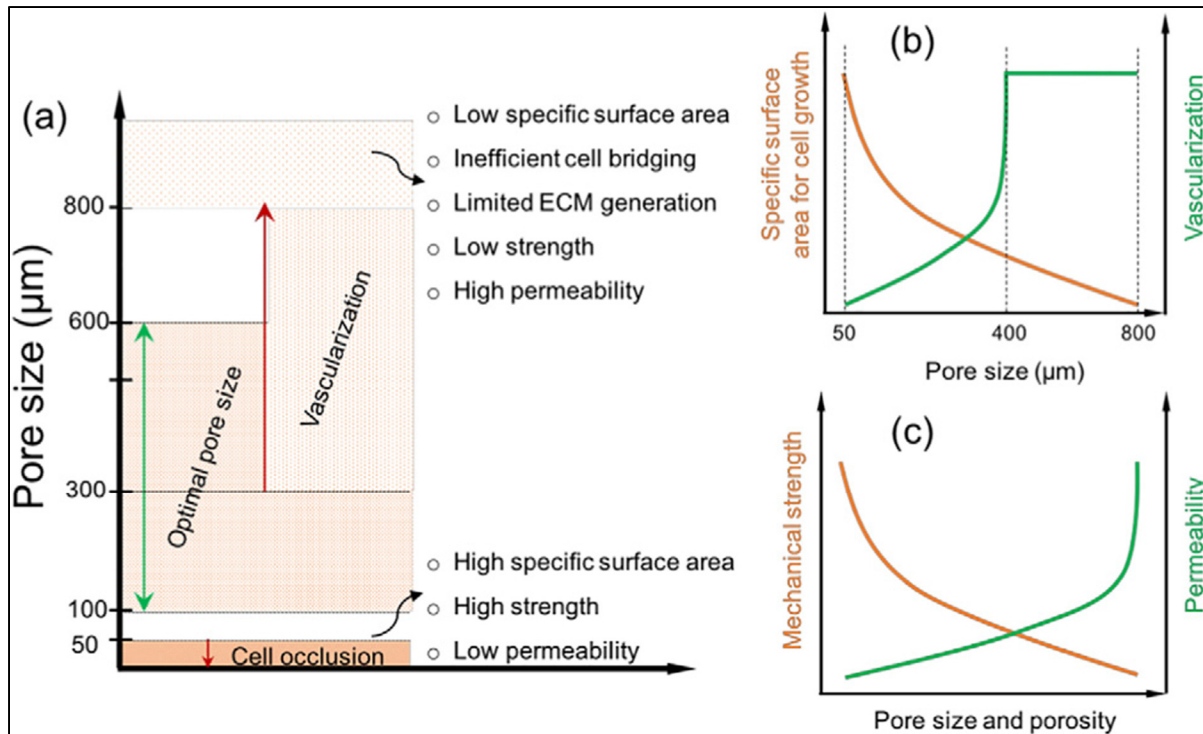 (a)
Pore size (µm)
800
600
300
100
50
Optimal pore size
Vascularization
Cell occlusion
○ Low specific surface area
○ Inefficient cell bridging
○ Limited ECM generation
○ Low strength
○ High permeability
○ High specific surface area
○ High strength
○ Low permeability
(b)
Specific surface
area for cell growth
Vascularization
50
400
800
Pore size (µm)
(c)
Mechanical strength
Permeability
Pore size and porosity